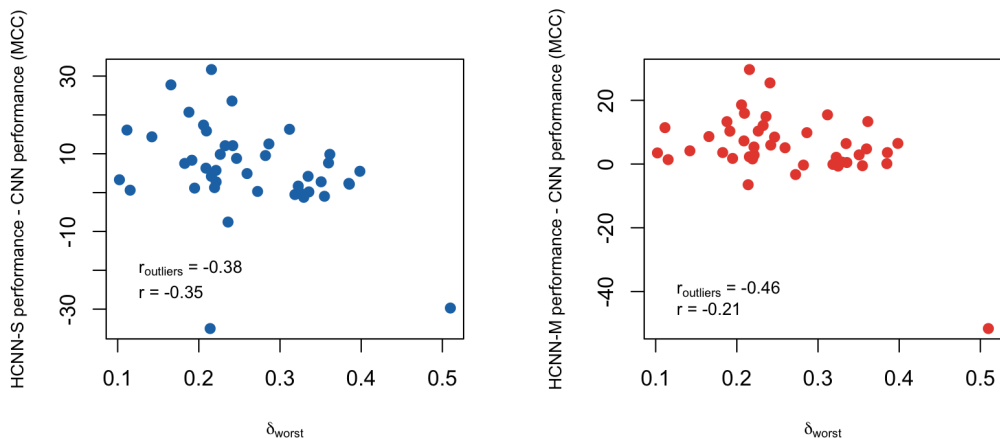 HCNN-S performance - CNN performance (MCC)
30
10
-10
-30
r_outliers = -0.38
r = -0.35
0.1 0.2 0.3 0.4 0.5
δ_worst
HCNN-M performance - CNN performance (MCC)
20
0
-20
-40
r_outliers = -0.46
r = -0.21
0.1 0.2 0.3 0.4 0.5
δ_worst